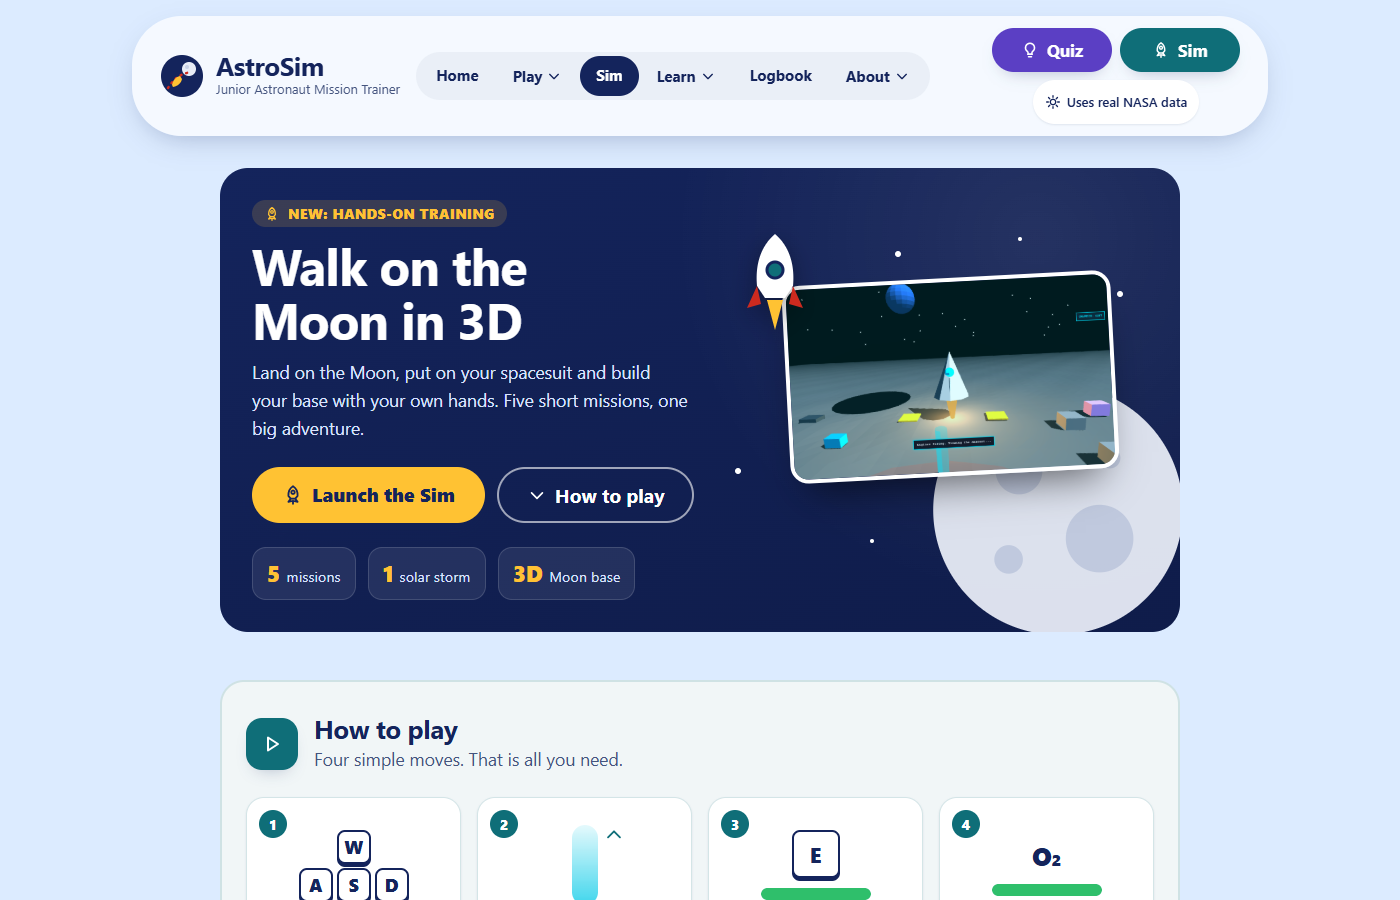 AstroSim
Junior Astronaut Mission Trainer
Home
Play
Sim
Learn
Logbook
About
Quiz
Sim
Uses real NASA data
NEW: HANDS-ON TRAINING
Walk on the
Moon in 3D
Land on the Moon, put on your spacesuit and build
your base with your own hands. Five short missions, one
big adventure.
Launch the Sim
How to play
5 missions
1 solar storm
3D Moon base
How to play
Four simple moves. That is all you need.
1
W
A S D
2
3
E
4
O₂